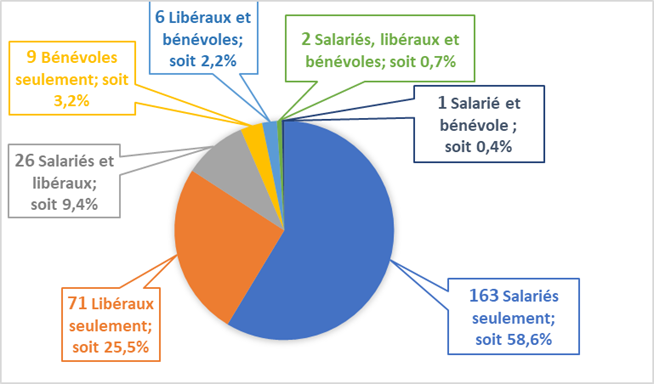 6 Libéraux et
bénévoles;
soit 2,2%
2 Salariés, libéraux et
bénévoles; soit 0,7%
9 Bénévoles
seulement; soit
3,2%
1 Salarié et
bénévole ;
soit 0,4%
26 Salariés et
libéraux;
soit 9,4%
71 Libéraux
seulement;
soit 25,5%
163 Salariés
seulement;
soit 58,6%